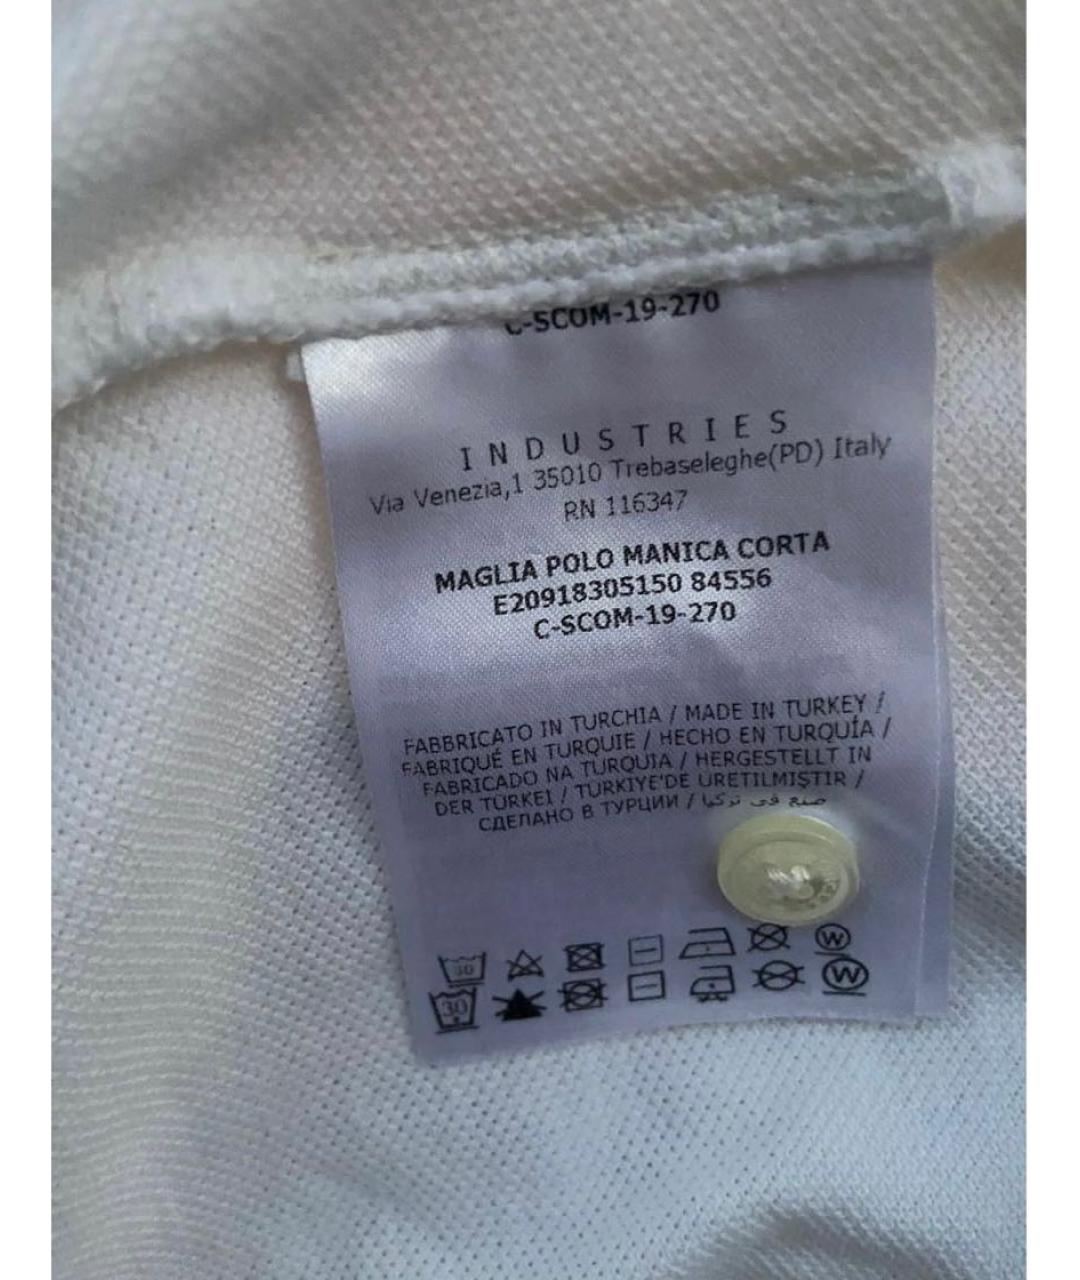 C-SCOM-19-270
INDUSTRIES
Via Venezia,1 35010 Trebaseleghe(PD) Italy
RN 116347
MAGLIA POLO MANICA CORTA
E20918305150 84556
C-SCOM-19-270
FABBRICATO IN TURCHIA / MADE IN TURKEY /
FABRIQUÉ EN TURQUIE / HECHO EN TURQUÍA /
FABRICADO NA TURQUIA / HERGESTELLT IN
DER TÜRKEI / TÜRKIYE'DE ÜRETILMIŞTIR /
СДЕЛАНО В ТУРЦИИ / صنع في تركيا
30 W
30 W